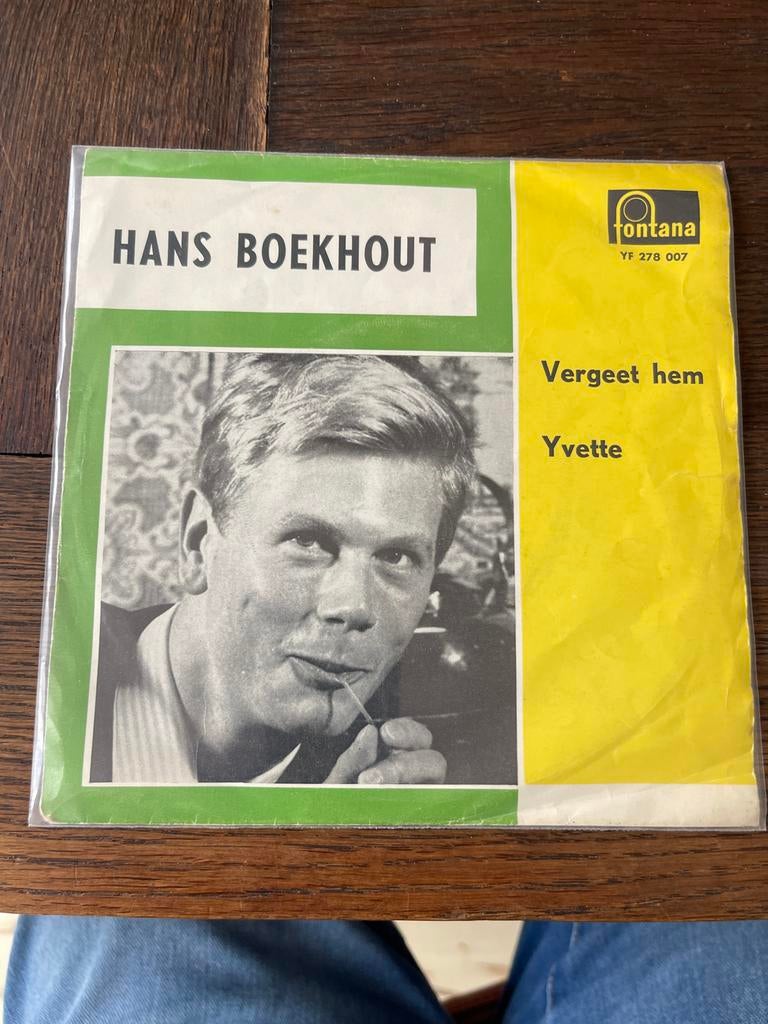 HANS BOEKHOUT
fontana
YF 278 007
Vergeet hem
Yvette